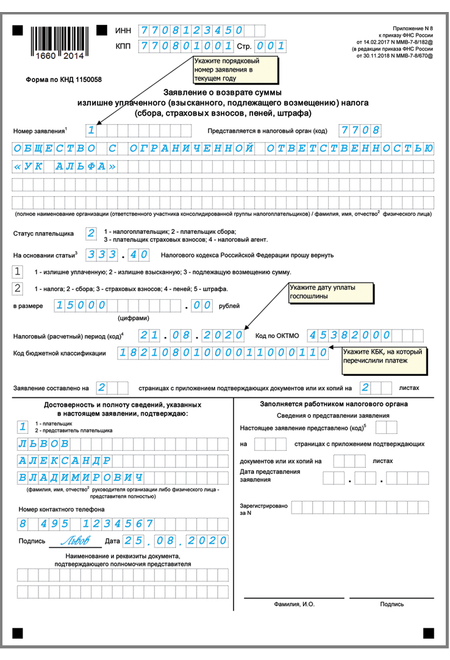 ИНН 7708123450
КПП 770801001 Стр. 001
Приложение N 8
к приказу ФНС России
от 14.02.2017 N ММВ-7-8/182@
(в редакции приказа ФНС России
от 30.11.2018 N ММВ-7-8/670@
1660 2014
Форма по КНД 1150058
Укажите порядковый
номер заявления в
текущем году
Заявление о возврате суммы
излишне уплаченного (взысканного, подлежащего возмещению) налога
(сбора, страховых взносов, пеней, штрафа)
Номер заявления1 1 Представляется в налоговый орган (код) 7708
ОБЩЕСТВО С ОГРАНИЧЕННОЙ ОТВЕТСТВЕННОСТЬЮ
«УК АЛЬФА»
(полное наименование организации (ответственного участника консолидированной группы налогоплательщиков) / фамилия, имя, отчество2 физического лица)
Статус плательщика 2 1 - налогоплательщик; 2 - плательщик сбора;
3 - плательщик страховых взносов; 4 - налоговый агент.
На основании статьи3 333.40 Налогового кодекса Российской Федерации прошу вернуть
1 1 - излишне уплаченную; 2 - излишне взысканную; 3 - подлежащую возмещению сумму.
2 1 - налога; 2 - сбора; 3 - страховых взносов; 4 - пеней; 5 - штрафа.
Укажите дату уплаты
госпошлины
в размере 15000.00 рублей
(цифрами)
Налоговый (расчетный) период (код)4 21.08.2020 Код по ОКТМО 45382000
Код бюджетной классификации 18210801000011000110
Укажите КБК, на который
перечислили платеж
Заявление составлено на 2 страницах с приложением подтверждающих документов или их копий на 2 листах
Достоверность и полноту сведений, указанных
в настоящем заявлении, подтверждаю:
1 1 - плательщик
2 - представитель плательщика
ЛЬВОВ
АЛЕКСАНДР
ВЛАДИМИРОВИЧ
(фамилия, имя, отчество2 руководителя организации либо физического лица -
представителя полностью)
Номер контактного телефона
8 495 1234567
Подпись Львов Дата 25.08.2020
Наименование и реквизиты документа,
подтверждающего полномочия представителя
Заполняется работником налогового органа
Сведения о представлении заявления
Настоящее заявление представлено (код)5
на страницах с приложением подтверждающих
документов или их копий на листах
Дата представления
заявления
Зарегистрировано
за N
Фамилия, И.О. Подпись